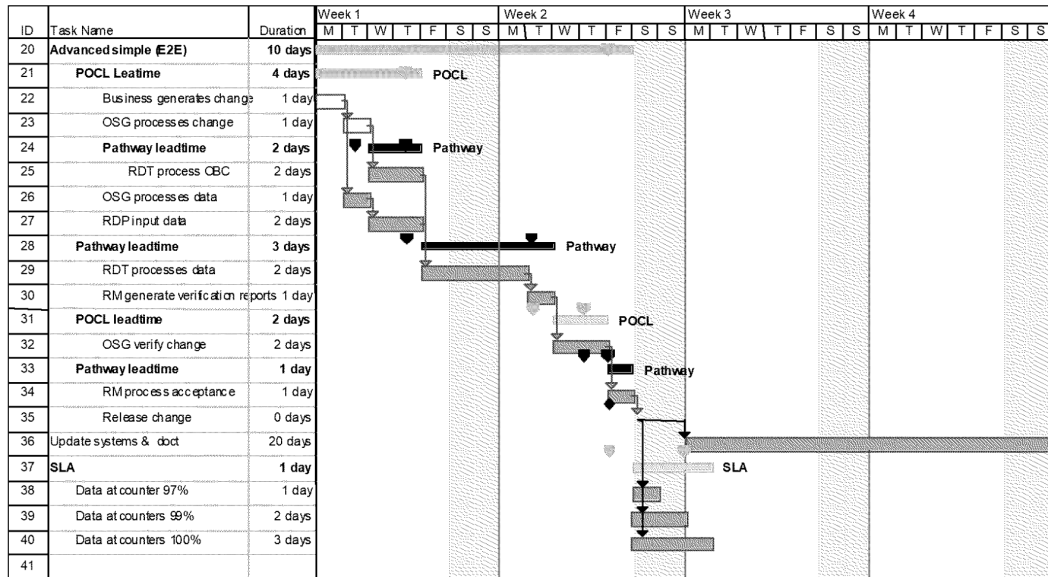 Week 1 Week 2 Week 3 Week 4
ID Task Name Duration M T W T F S S M T W T F S S M T W T F S S M T W T F S S
20 Advanced simple (E2E) 10 days
21 POCL Leatime 4 days POCL
22 Business generates change 1 day
23 OSG processes change 1 day
24 Pathway leadtime 2 days Pathway
25 RDT process CBC 2 days
26 OSG processes data 1 day
27 RDP input data 2 days
28 Pathway leadtime 3 days Pathway
29 RDT processes data 2 days
30 RM generate verification reports 1 day
31 POCL leadtime 2 days POCL
32 OSG verify change 2 days
33 Pathway leadtime 1 day Pathway
34 RM process acceptance 1 day
35 Release change 0 days
36 Update systems & doct 20 days
37 SLA 1 day SLA
38 Data at counter 97% 1 day
39 Data at counters 99% 2 days
40 Data at counters 100% 3 days
41